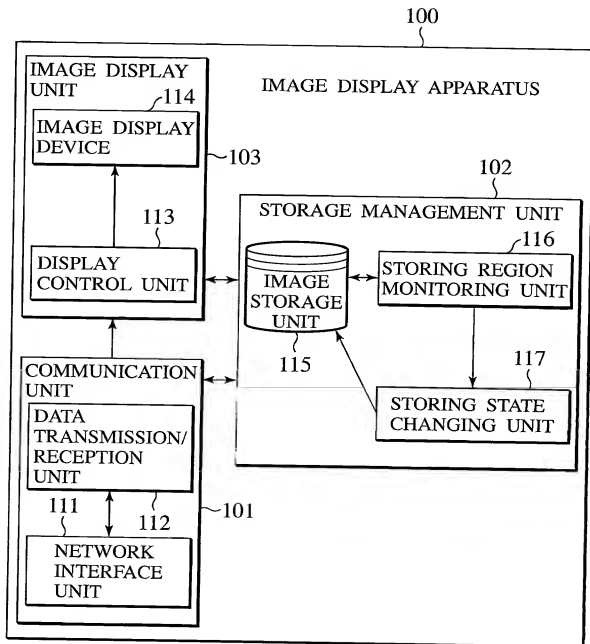 100
IMAGE DISPLAY
UNIT
114
IMAGE DISPLAY
DEVICE
103
113
DISPLAY
CONTROL UNIT
IMAGE DISPLAY APPARATUS
102
STORAGE MANAGEMENT UNIT
IMAGE
STORAGE
UNIT
115
116
STORING REGION
MONITORING UNIT
117
STORING STATE
CHANGING UNIT
COMMUNICATION
UNIT
DATA
TRANSMISSION/
RECEPTION
UNIT
111
112
101
NETWORK
INTERFACE
UNIT